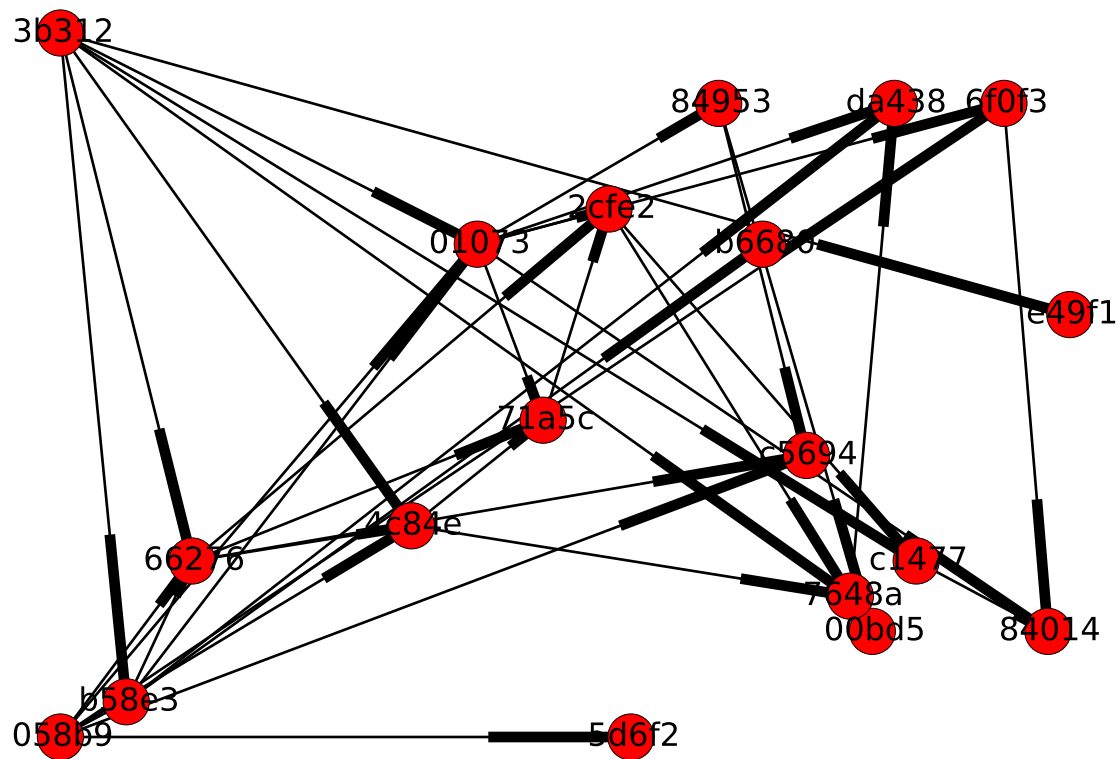 3b312
84953
da438
6f0f3
2cfe2
01073
b6680
e49f1
71a5c
c5694
4c84e
66276
c1477
7648a
00bd5
84014
b58e3
058b9
5d6f2